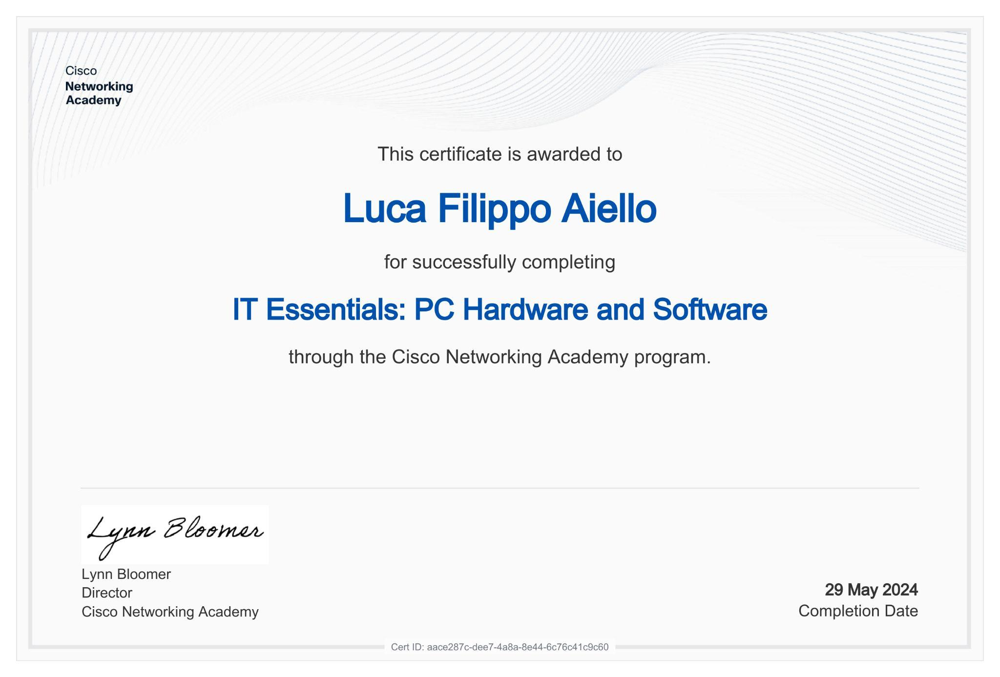 Cisco
Networking
Academy
This certificate is awarded to
Luca Filippo Aiello
for successfully completing
IT Essentials: PC Hardware and Software
through the Cisco Networking Academy program.
Lynn Bloomer
Lynn Bloomer
Director
Cisco Networking Academy
29 May 2024
Completion Date
Cert ID: aace287c-dee7-4a8a-8e44-6c76c41c9c60